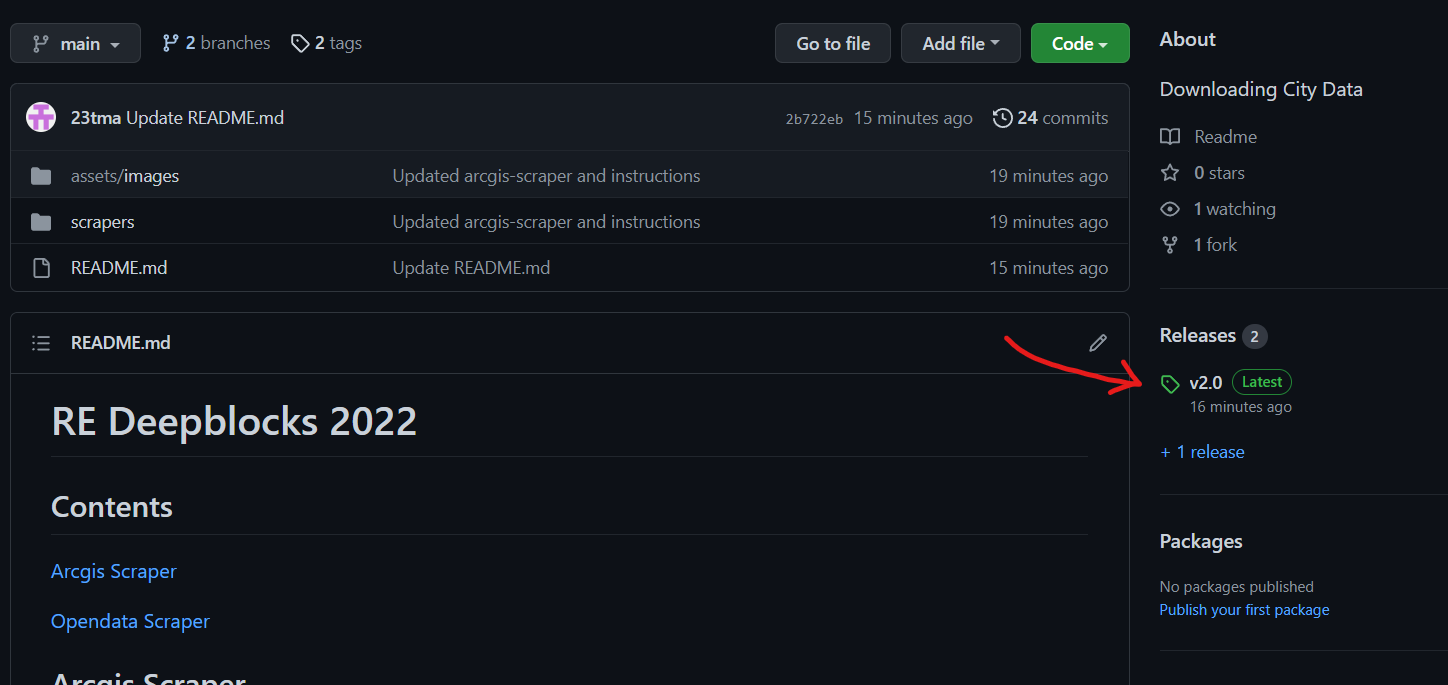 main 2 branches 2 tags Go to file Add file Code
23tma Update README.md 2b722eb 15 minutes ago 24 commits
assets/images Updated arcgis-scraper and instructions 19 minutes ago
scrapers Updated arcgis-scraper and instructions 19 minutes ago
README.md Update README.md 15 minutes ago
README.md
RE Deepblocks 2022
Contents
Arcgis Scraper
Opendata Scraper
Arcgis Scraper
About
Downloading City Data
Readme
0 stars
1 watching
1 fork
Releases 2
v2.0 Latest
16 minutes ago
+ 1 release
Packages
No packages published
Publish your first package